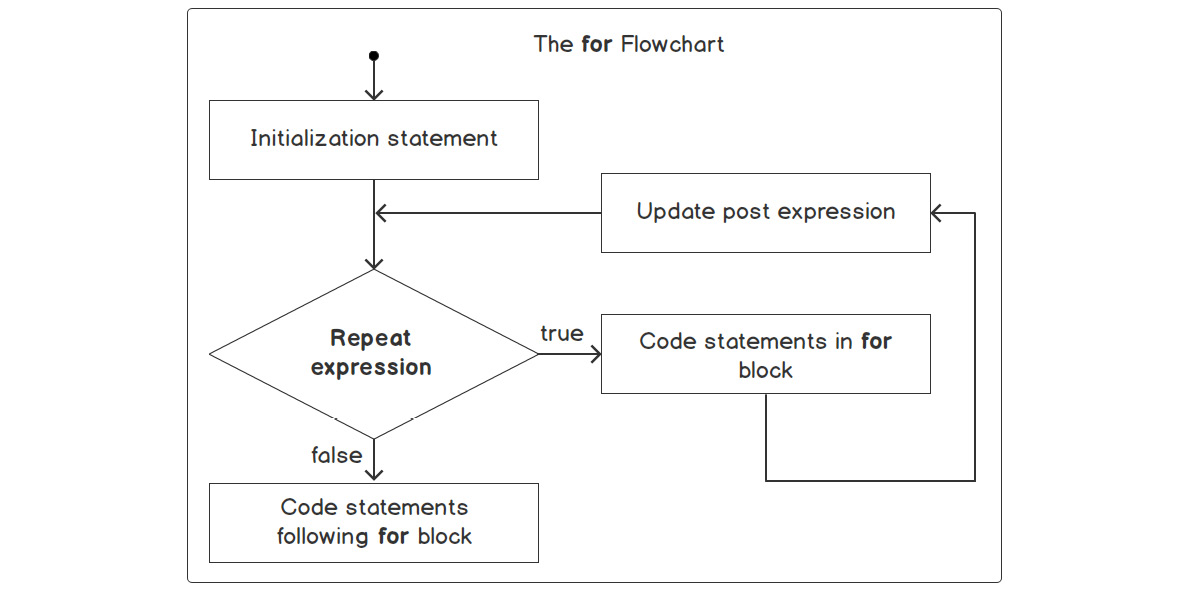 The for Flowchart
Initialization statement
Update post expression
Repeat
expression
true
Code statements in for
block
false
Code statements
following for block